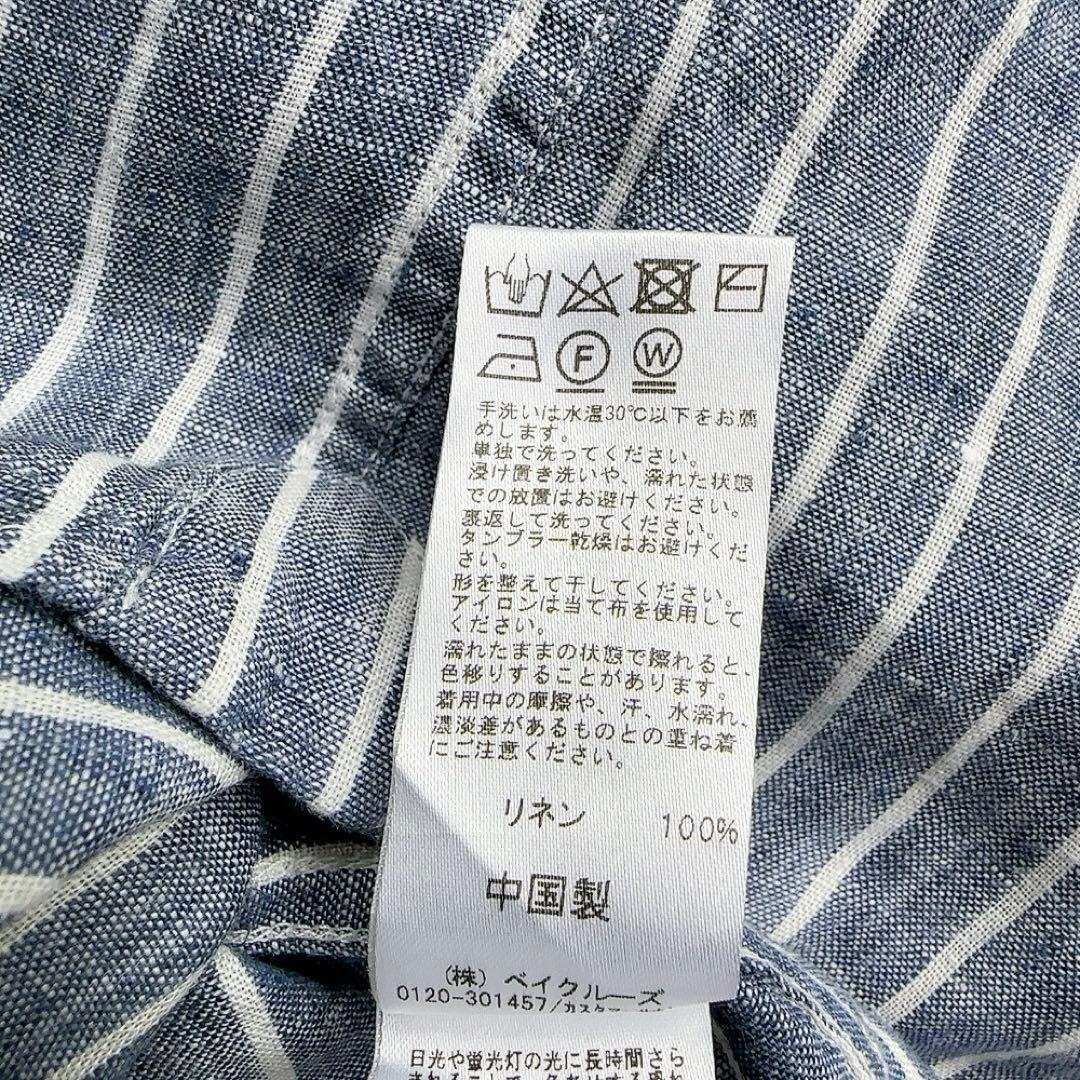 F W
手洗いは水温30℃以下をお薦
めします。
単独で洗ってください。
浸け置き洗いや、濡れた状態
での放置はお避けください。
裏返して洗ってください。
タンブラー乾燥はお避けくだ
さい。
形を整えて干してください。
アイロンは当て布を使用して
ください。
濡れたままの状態で擦れると、
色移りすることがあります。
着用中の摩擦や、汗、水濡れ、
濃淡差があるものとの重ね着
にご注意ください。
リネン 100%
中国製
(株) ベイクルーズ
0120-301457/カスタマー
日光や蛍光灯の光に長時間さら